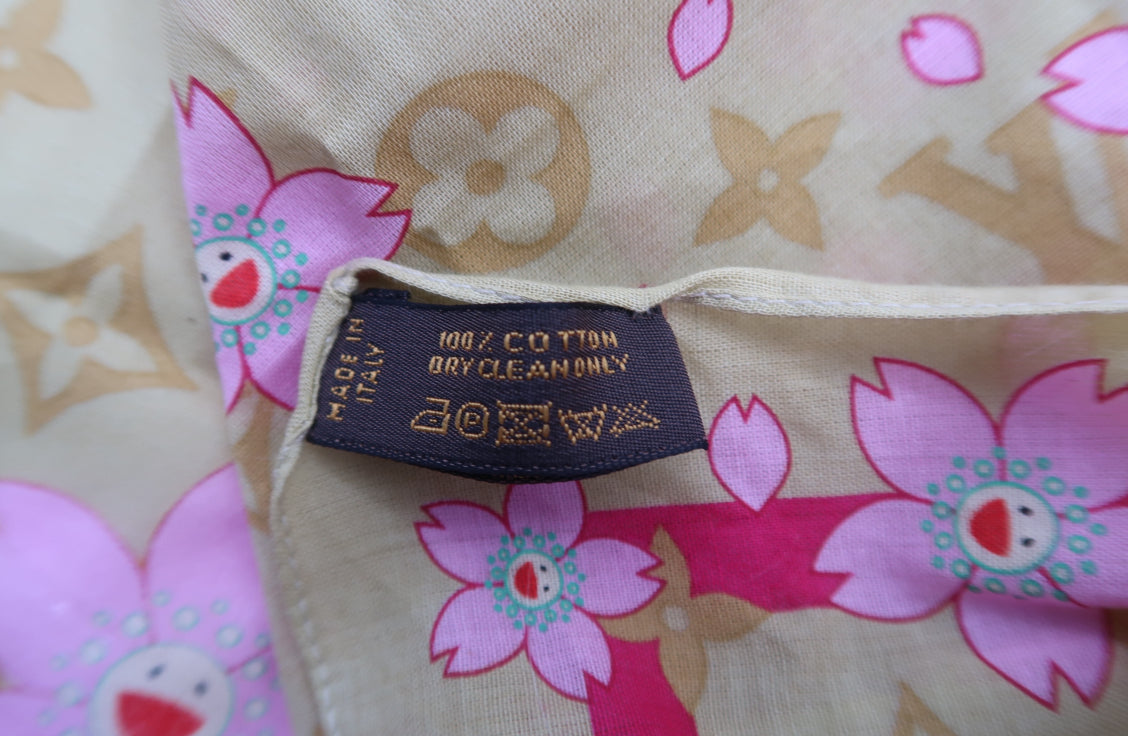 MADE IN
ITALY
100% COTTON
DRY CLEAN ONLY
P